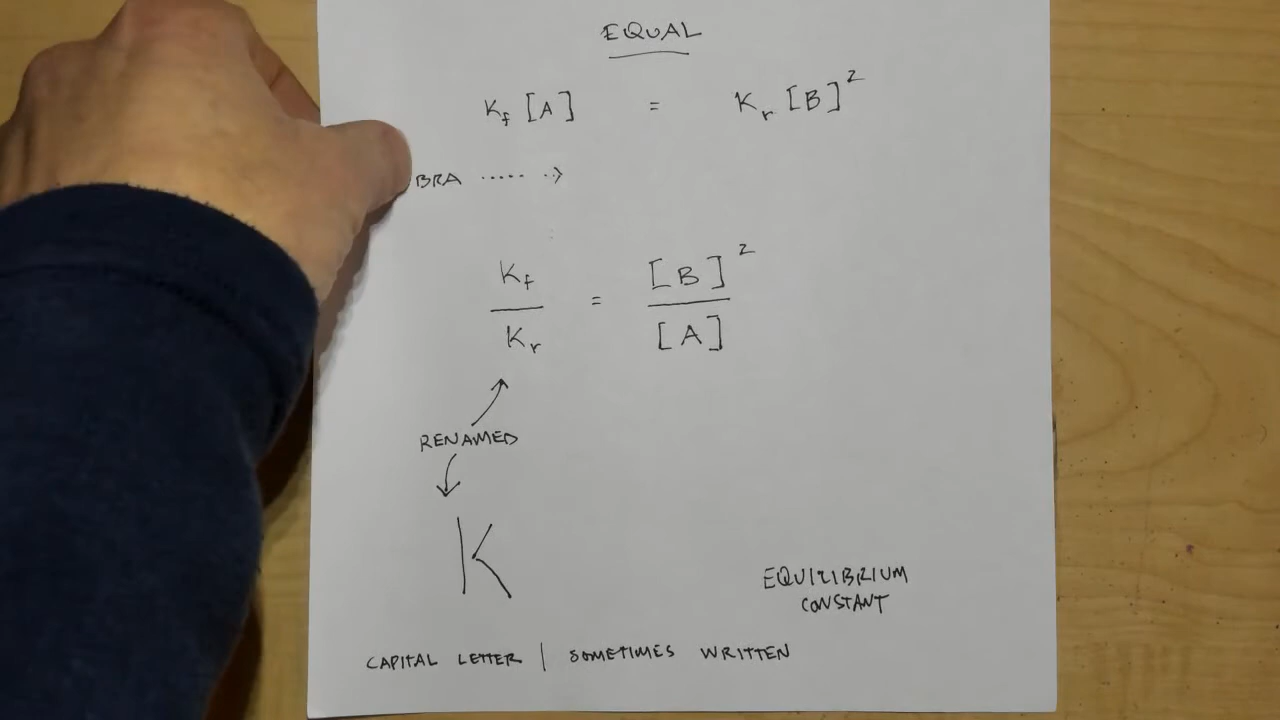 EQUAL
Kf [A] = Kr [B]²
BRA ..... ..→
Kf / Kr = [B]² / [A]
RENAMED
K
EQUILIBRIUM
CONSTANT
CAPITAL LETTER | SOMETIMES WRITTEN